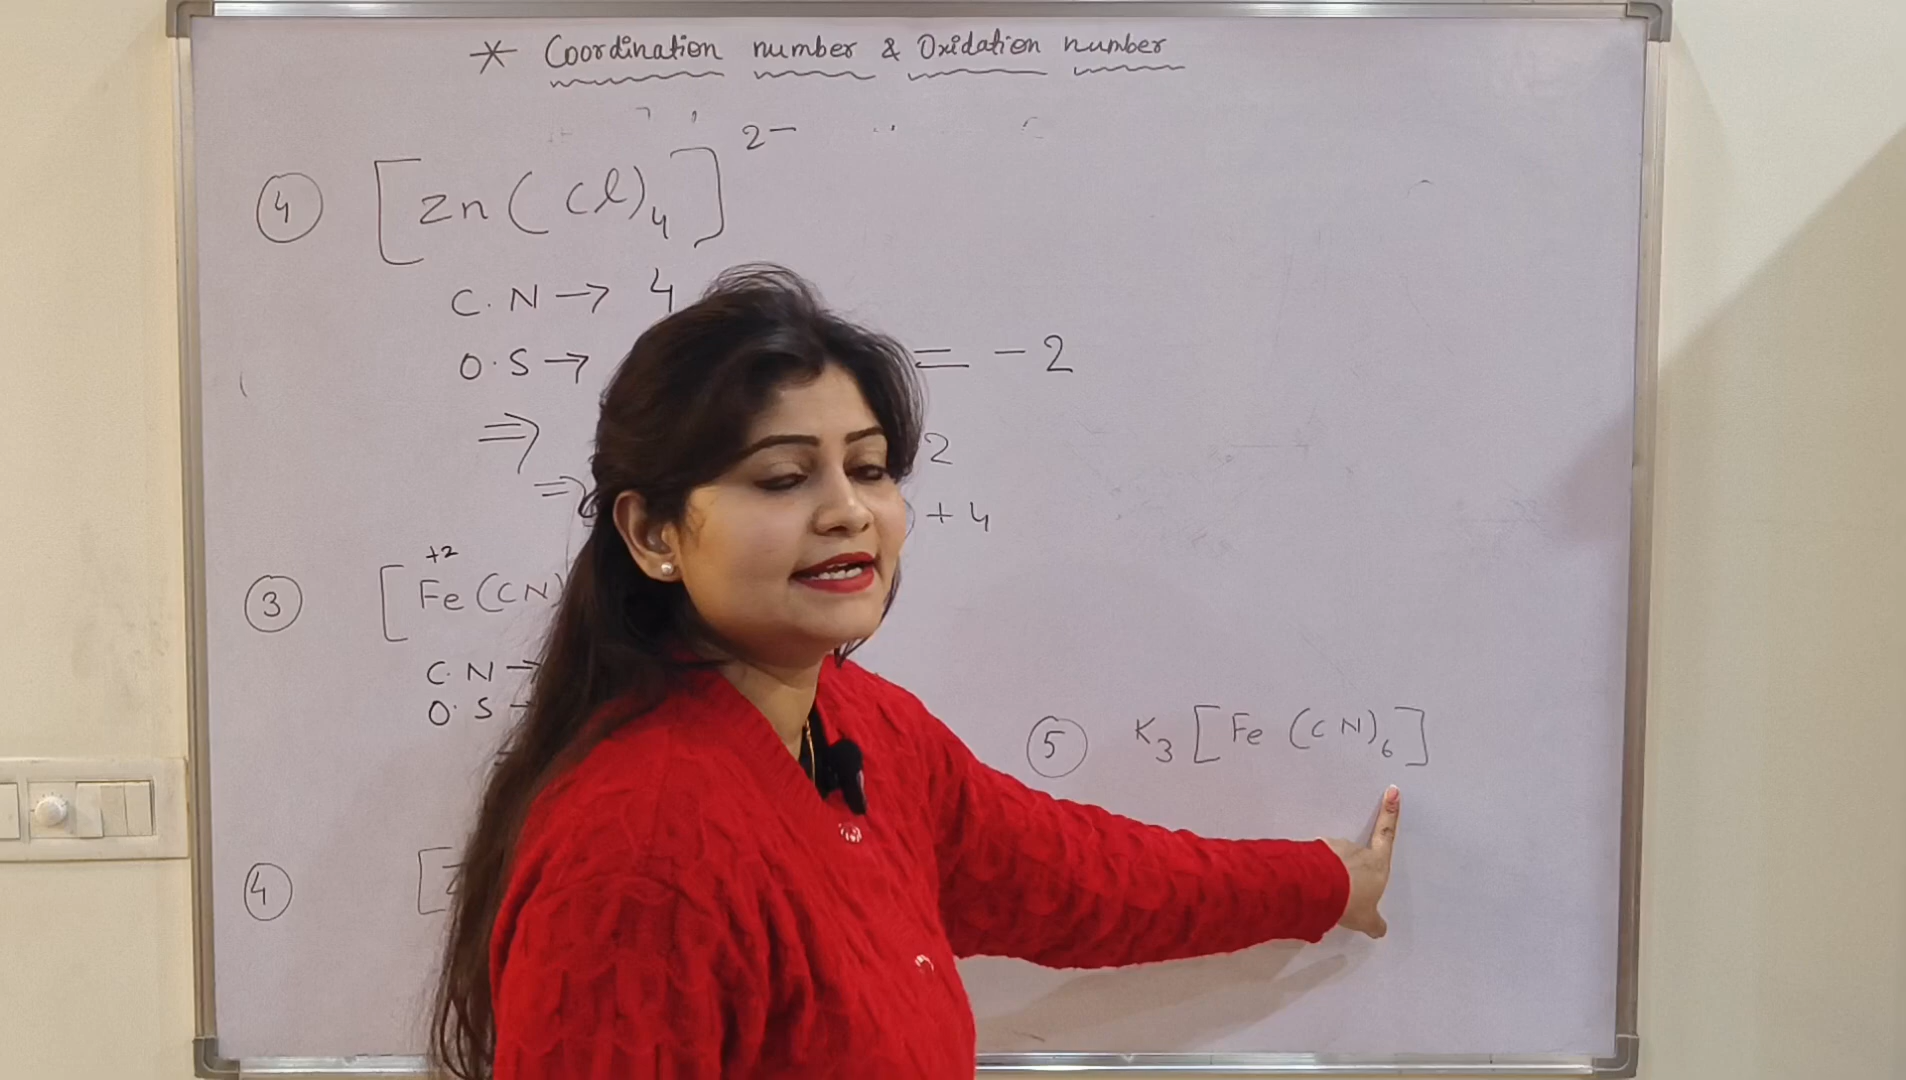 * Coordination number & Oxidation number
④ [Zn(Cl)₄]²⁻
C.N → 4
O.S → = -2
⇒ 2
⇒ + 4
+2
③ [Fe(CN)
C.N →
O.S →
④ [
⑤ K₃[Fe(CN)₆]